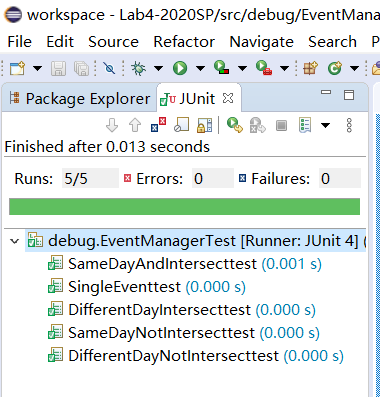 workspace - Lab4-2020SP/src/debug/EventMana
File Edit Source Refactor Navigate Search P
Package Explorer JUnit
Finished after 0.013 seconds
Runs: 5/5 Errors: 0 Failures: 0
debug.EventManagerTest [Runner: JUnit 4] (
SameDayAndIntersecttest (0.001 s)
SingleEventtest (0.000 s)
DifferentDayIntersecttest (0.000 s)
SameDayNotIntersecttest (0.000 s)
DifferentDayNotIntersecttest (0.000 s)